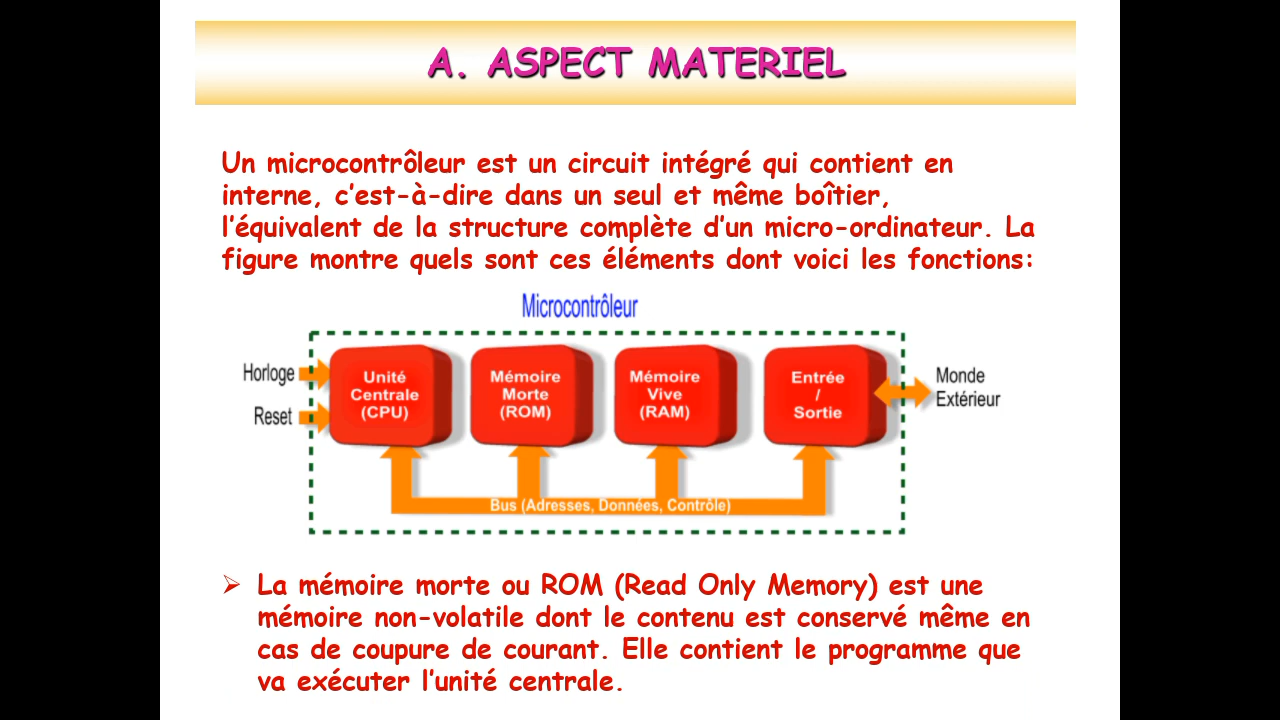 A. ASPECT MATERIEL
Un microcontrôleur est un circuit intégré qui contient en
interne, c’est-à-dire dans un seul et même boîtier,
l’équivalent de la structure complète d’un micro-ordinateur. La
figure montre quels sont ces éléments dont voici les fonctions:
Microcontrôleur
Horloge
Reset
Unité
Centrale
(CPU)
Mémoire
Morte
(ROM)
Mémoire
Vive
(RAM)
Entrée
/
Sortie
Monde
Extérieur
Bus (Adresses, Données, Contrôle)
➢ La mémoire morte ou ROM (Read Only Memory) est une
mémoire non-volatile dont le contenu est conservé même en
cas de coupure de courant. Elle contient le programme que
va exécuter l’unité centrale.